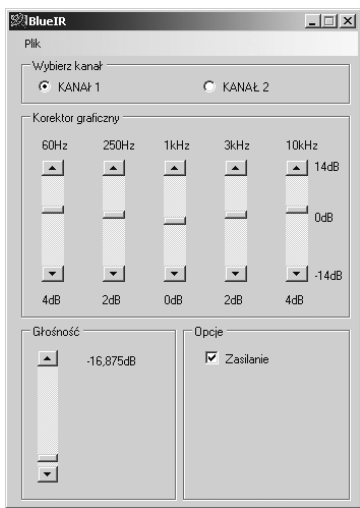 BlueIR
Plik
Wybierz kanał
KANAŁ 1 KANAŁ 2
Korektor graficzny
60Hz 250Hz 1kHz 3kHz 10kHz
14dB
0dB
-14dB
4dB 2dB 0dB 2dB 4dB
Głośność Opcje
-16,875dB Zasilanie